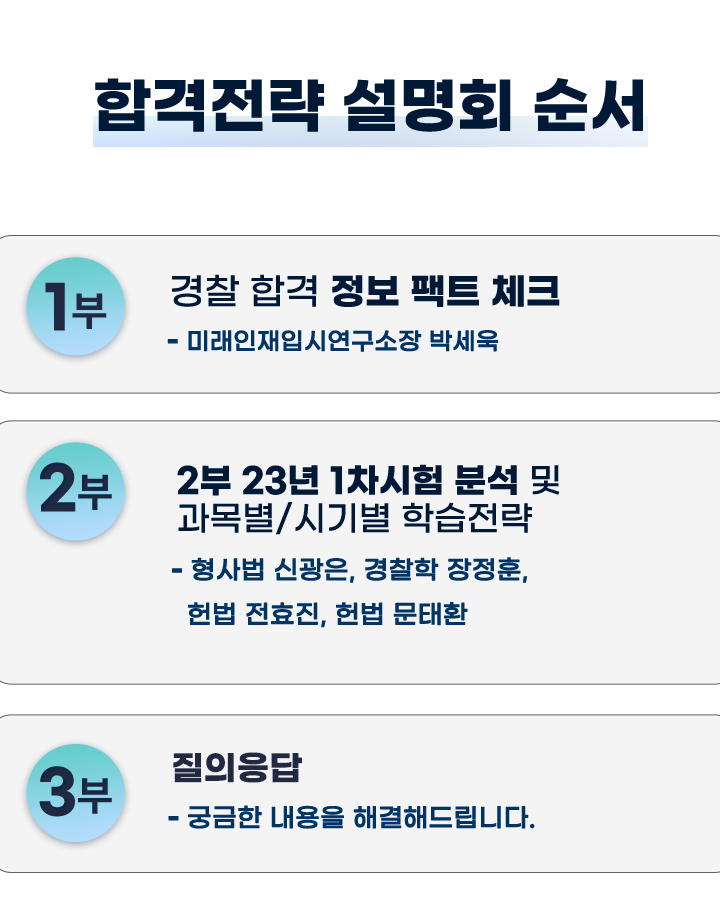 합격전략 설명회 순서
1부
경찰 합격 정보 팩트 체크
- 미래인재입시연구소장 박세욱
2부
2부 23년 1차시험 분석 및
과목별/시기별 학습전략
- 형사법 신광은, 경찰학 장정훈,
헌법 전효진, 헌법 문태환
3부
질의응답
- 궁금한 내용을 해결해드립니다.